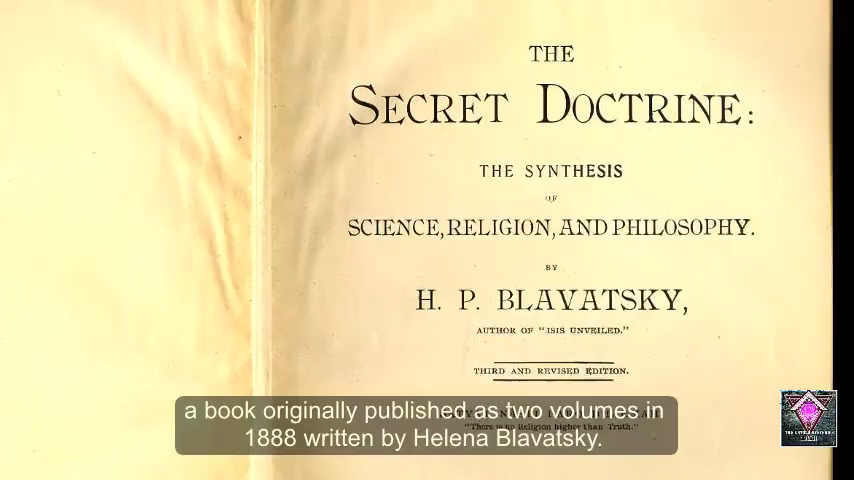 THE
SECRET DOCTRINE:
THE SYNTHESIS
OF
SCIENCE, RELIGION, AND PHILOSOPHY.
BY
H. P. BLAVATSKY,
AUTHOR OF "ISIS UNVEILED."
THIRD AND REVISED EDITION.
"There is no Religion higher than Truth."
a book originally published as two volumes in
1888 written by Helena Blavatsky.